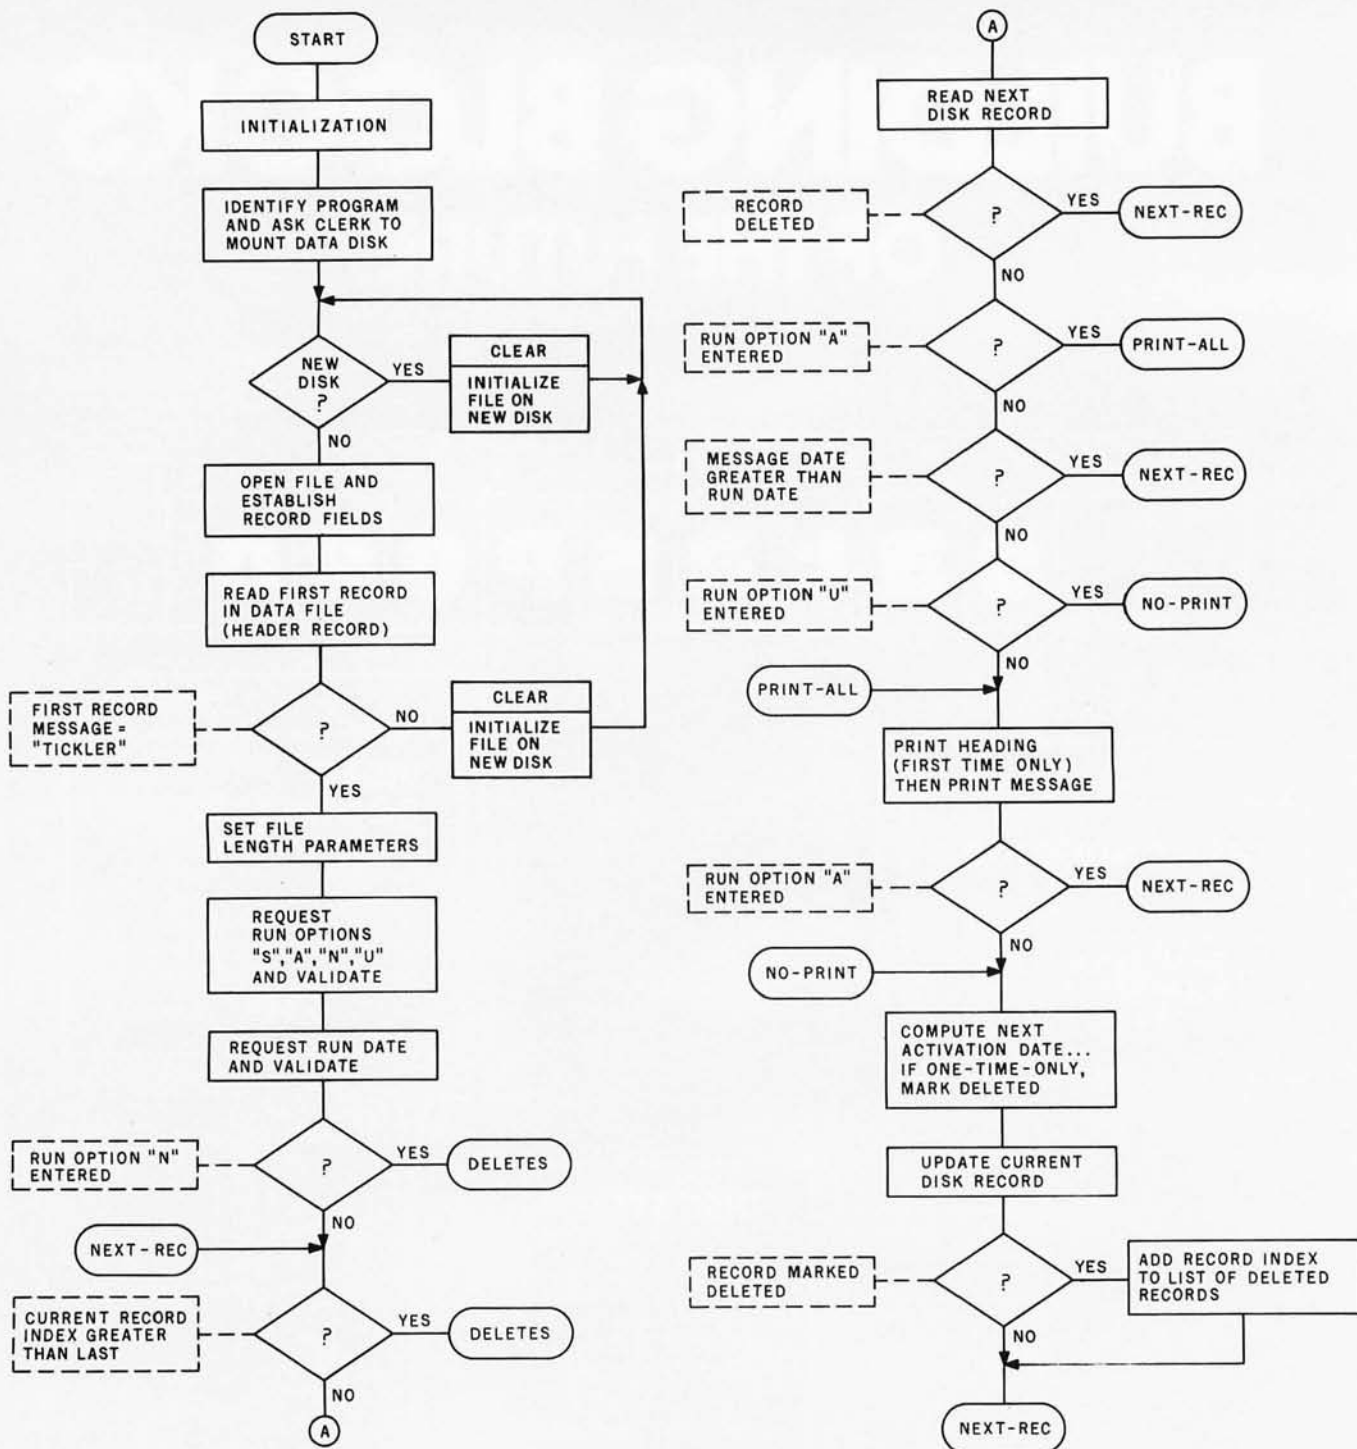 START
INITIALIZATION
IDENTIFY PROGRAM
AND ASK CLERK TO
MOUNT DATA DISK
NEW
DISK
?
YES
CLEAR
INITIALIZE
FILE ON
NEW DISK
NO
OPEN FILE AND
ESTABLISH
RECORD FIELDS
READ FIRST RECORD
IN DATA FILE
(HEADER RECORD)
FIRST RECORD
MESSAGE =
"TICKLER"
?
NO
CLEAR
INITIALIZE
FILE ON
NEW DISK
YES
SET FILE
LENGTH PARAMETERS
REQUEST
RUN OPTIONS
"S","A","N","U"
AND VALIDATE
REQUEST RUN DATE
AND VALIDATE
RUN OPTION "N"
ENTERED
?
YES
DELETES
NO
NEXT-REC
CURRENT RECORD
INDEX GREATER
THAN LAST
?
YES
DELETES
NO
A
A
READ NEXT
DISK RECORD
RECORD
DELETED
?
YES
NEXT-REC
NO
RUN OPTION "A"
ENTERED
?
YES
PRINT-ALL
NO
MESSAGE DATE
GREATER THAN
RUN DATE
?
YES
NEXT-REC
NO
RUN OPTION "U"
ENTERED
?
YES
NO-PRINT
NO
PRINT-ALL
PRINT HEADING
(FIRST TIME ONLY)
THEN PRINT MESSAGE
RUN OPTION "A"
ENTERED
?
YES
NEXT-REC
NO
NO-PRINT
COMPUTE NEXT
ACTIVATION DATE...
IF ONE-TIME-ONLY,
MARK DELETED
UPDATE CURRENT
DISK RECORD
RECORD MARKED
DELETED
?
YES
ADD RECORD INDEX
TO LIST OF DELETED
RECORDS
NO
NEXT-REC